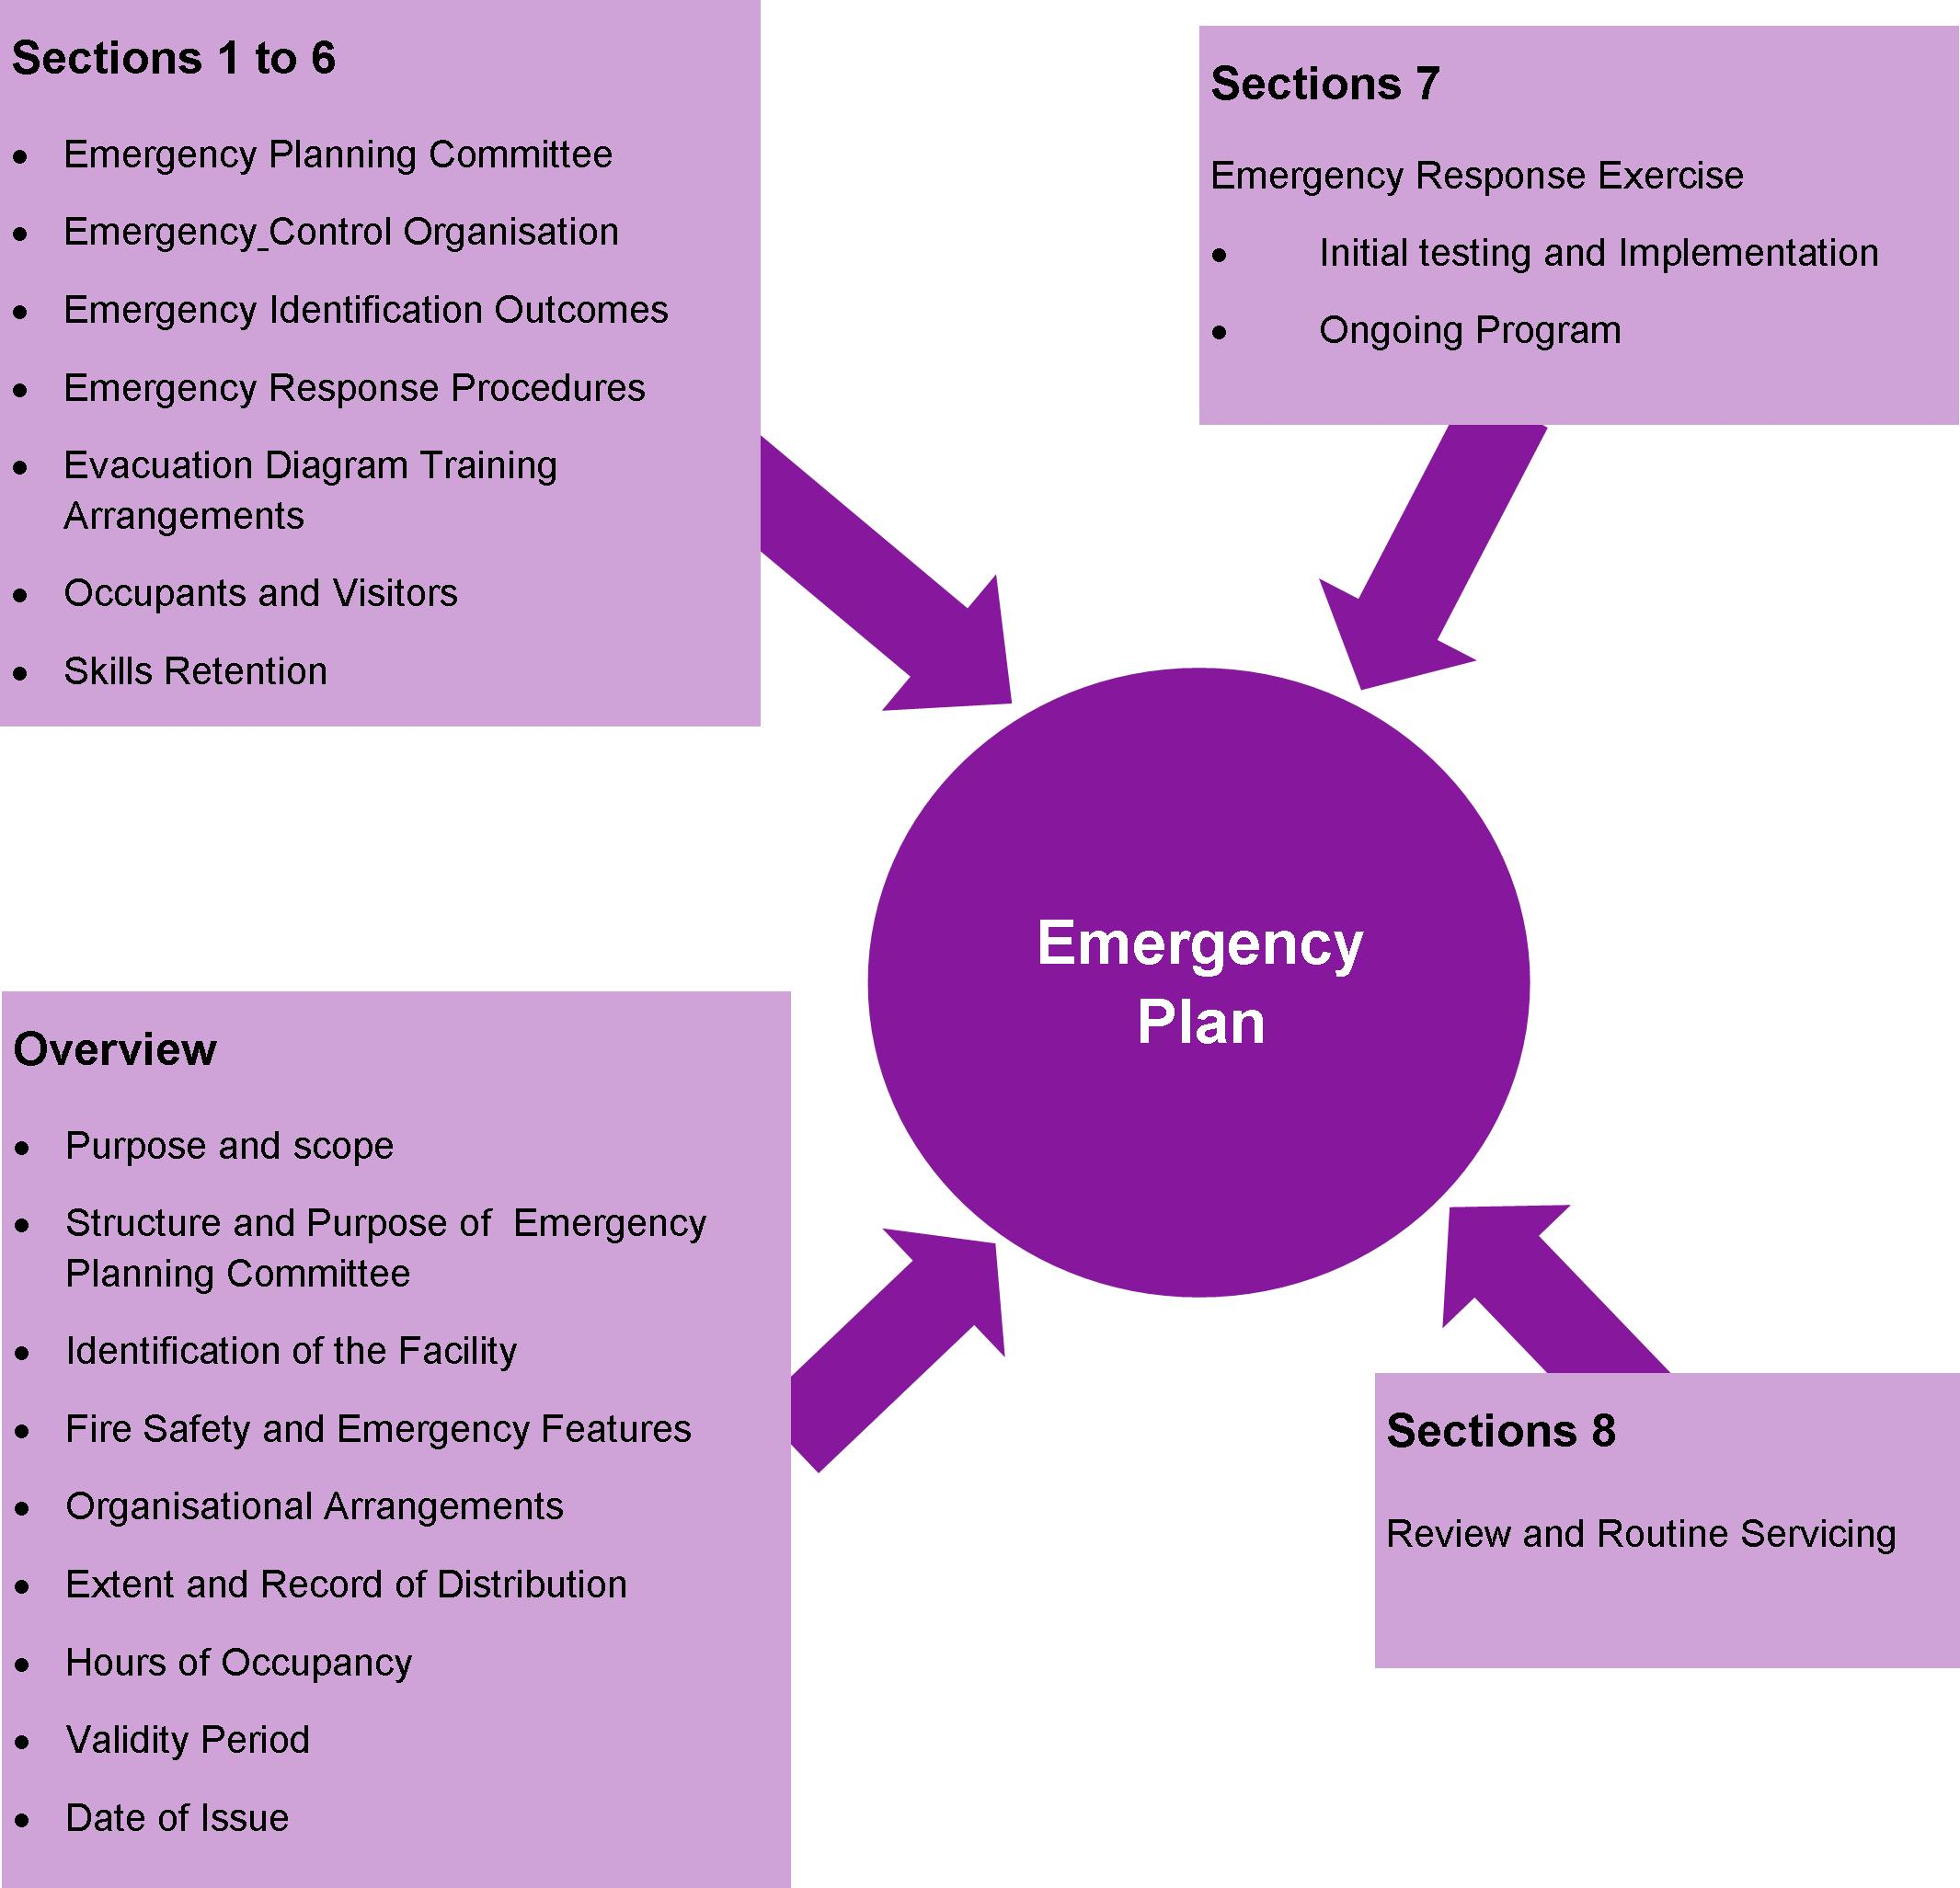 Sections 1 to 6
• Emergency Planning Committee
• Emergency_Control Organisation
• Emergency Identification Outcomes
• Emergency Response Procedures
• Evacuation Diagram Training
Arrangements
• Occupants and Visitors
• Skills Retention
Sections 7
Emergency Response Exercise
• Initial testing and Implementation
• Ongoing Program
Emergency
Plan
Overview
• Purpose and scope
• Structure and Purpose of  Emergency
Planning Committee
• Identification of the Facility
• Fire Safety and Emergency Features
• Organisational Arrangements
• Extent and Record of Distribution
• Hours of Occupancy
• Validity Period
• Date of Issue
Sections 8
Review and Routine Servicing